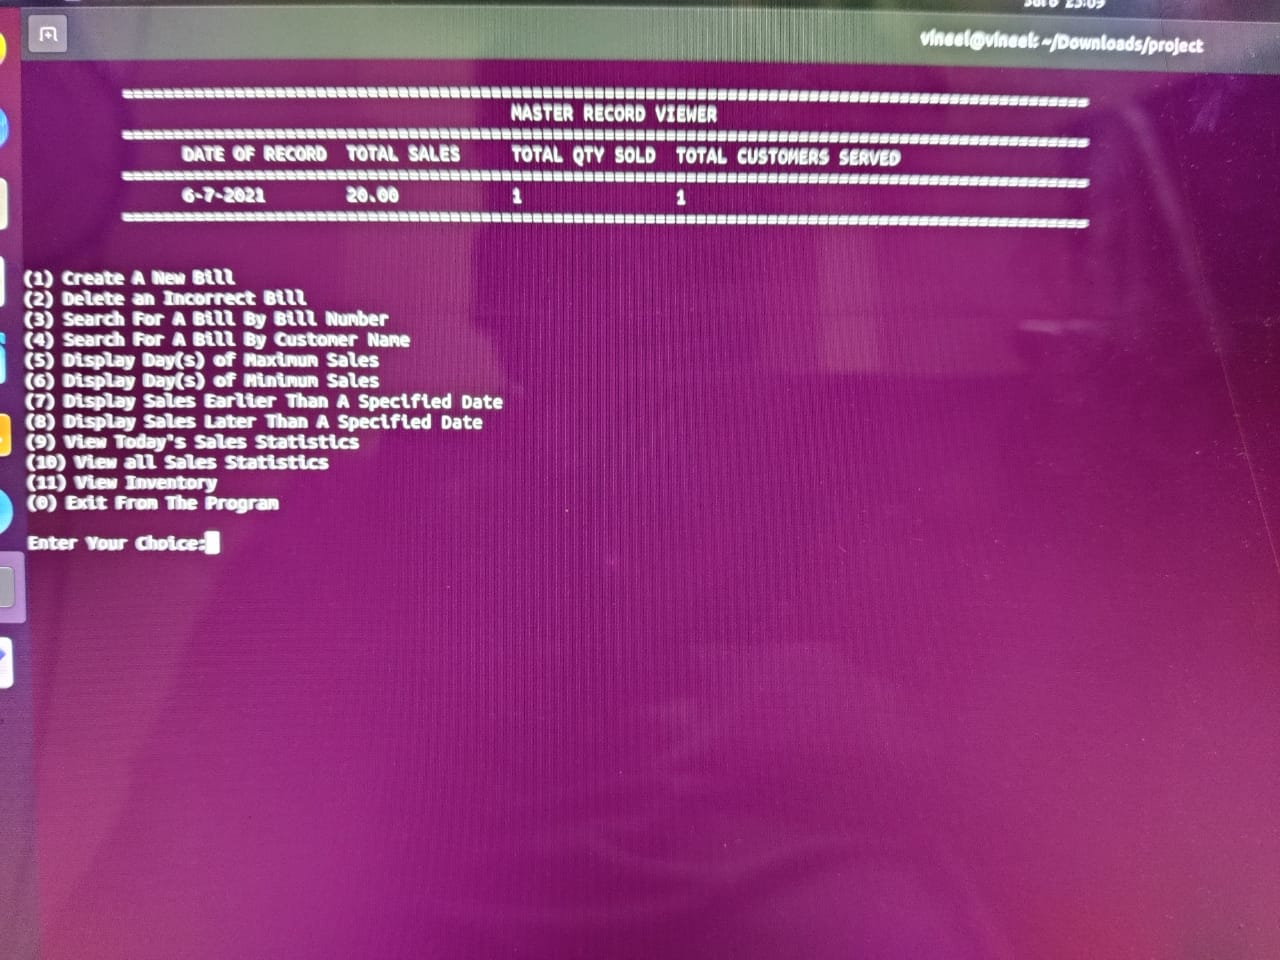 vineel@vineel: ~/Downloads/project
MASTER RECORD VIEWER
DATE OF RECORD TOTAL SALES TOTAL QTY SOLD TOTAL CUSTOMERS SERVED
6-7-2021 20.00 1 1
(1) Create A New Bill
(2) Delete an Incorrect Bill
(3) Search For A Bill By Bill Number
(4) Search For A Bill By Customer Name
(5) Display Day(s) of Maximum Sales
(6) Display Day(s) of Minimum Sales
(7) Display Sales Earlier Than A Specified Date
(8) Display Sales Later Than A Specified Date
(9) View Today's Sales Statistics
(10) View all Sales Statistics
(11) View Inventory
(0) Exit From The Program
Enter Your Choice: